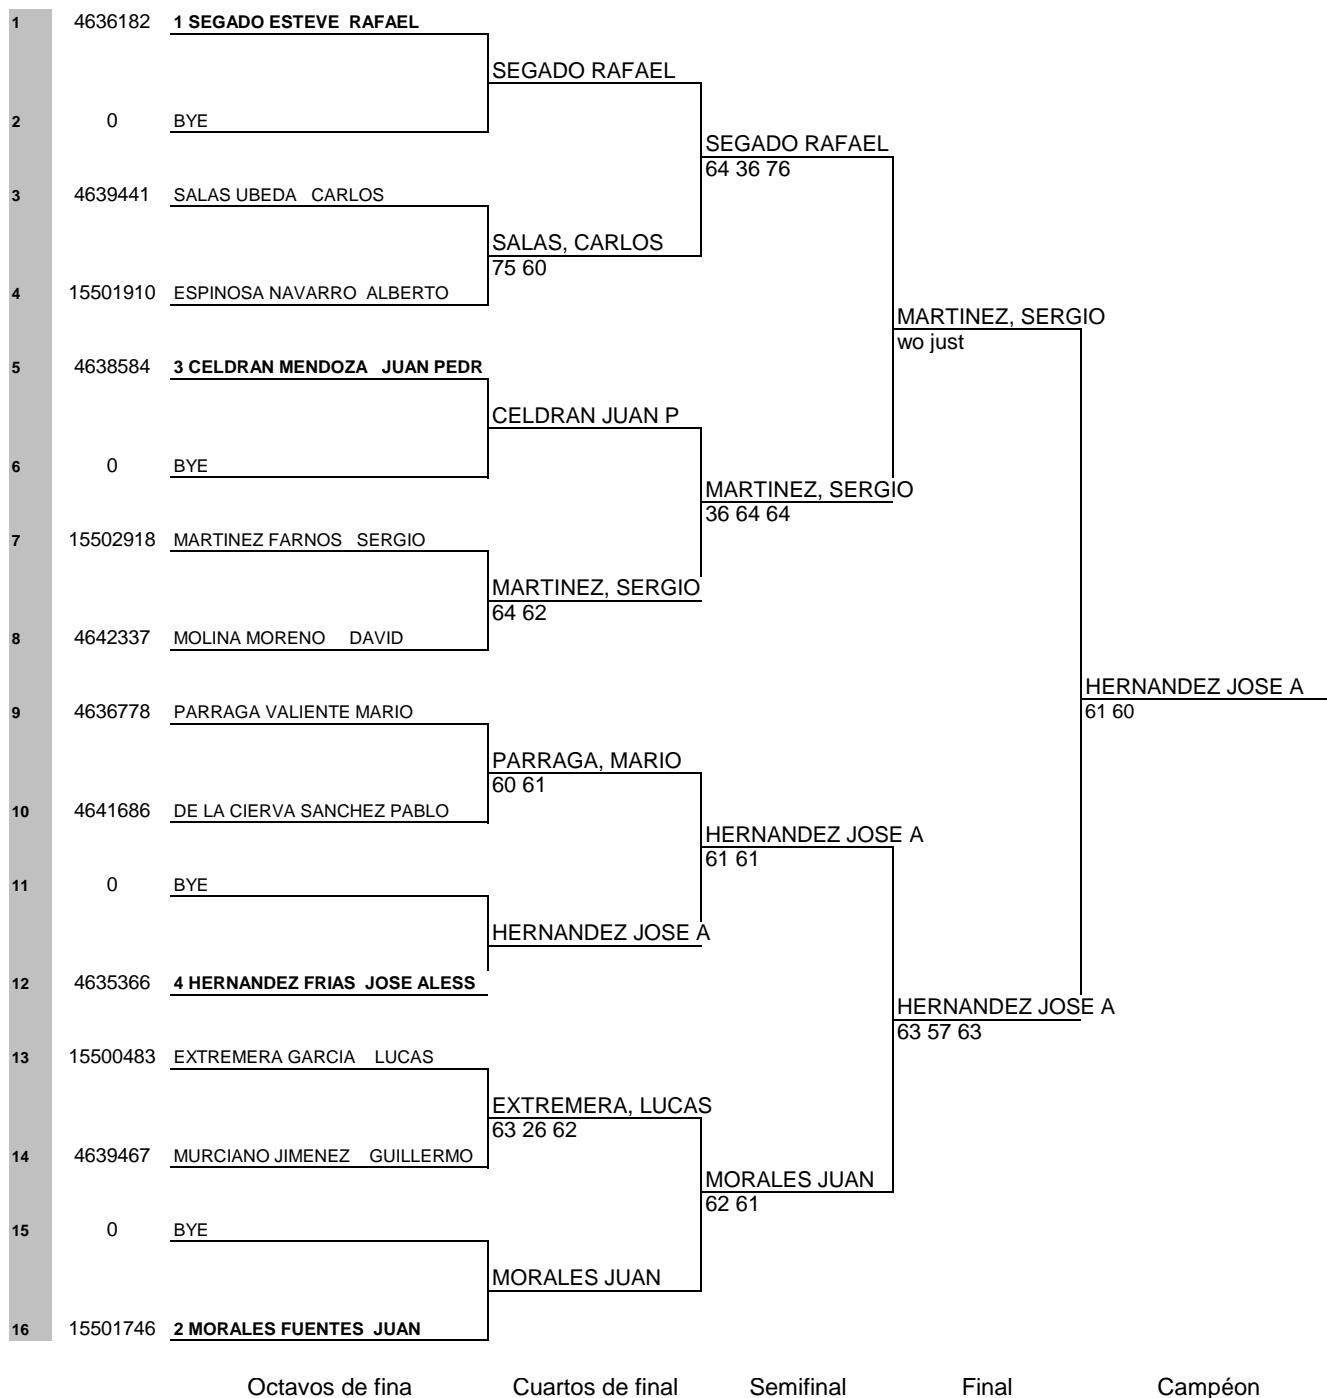 1 4636182 1 SEGADO ESTEVE RAFAEL
SEGADO RAFAEL
2 0 BYE
SEGADO RAFAEL
64 36 76
3 4639441 SALAS UBEDA CARLOS
SALAS, CARLOS
75 60
4 15501910 ESPINOSA NAVARRO ALBERTO
MARTINEZ, SERGIO
wo just
5 4638584 3 CELDRAN MENDOZA JUAN PEDR
CELDRAN JUAN P
6 0 BYE
MARTINEZ, SERGIO
36 64 64
7 15502918 MARTINEZ FARNOS SERGIO
MARTINEZ, SERGIO
64 62
8 4642337 MOLINA MORENO DAVID
HERNANDEZ JOSE A
61 60
9 4636778 PARRAGA VALIENTE MARIO
PARRAGA, MARIO
60 61
10 4641686 DE LA CIERVA SANCHEZ PABLO
HERNANDEZ JOSE A
61 61
11 0 BYE
HERNANDEZ JOSE A
12 4635366 4 HERNANDEZ FRIAS JOSE ALESS
HERNANDEZ JOSE A
63 57 63
13 15500483 EXTREMERA GARCIA LUCAS
EXTREMERA, LUCAS
63 26 62
14 4639467 MURCIANO JIMENEZ GUILLERMO
MORALES JUAN
62 61
15 0 BYE
MORALES JUAN
16 15501746 2 MORALES FUENTES JUAN
Octavos de fina Cuartos de final Semifinal Final Campéon